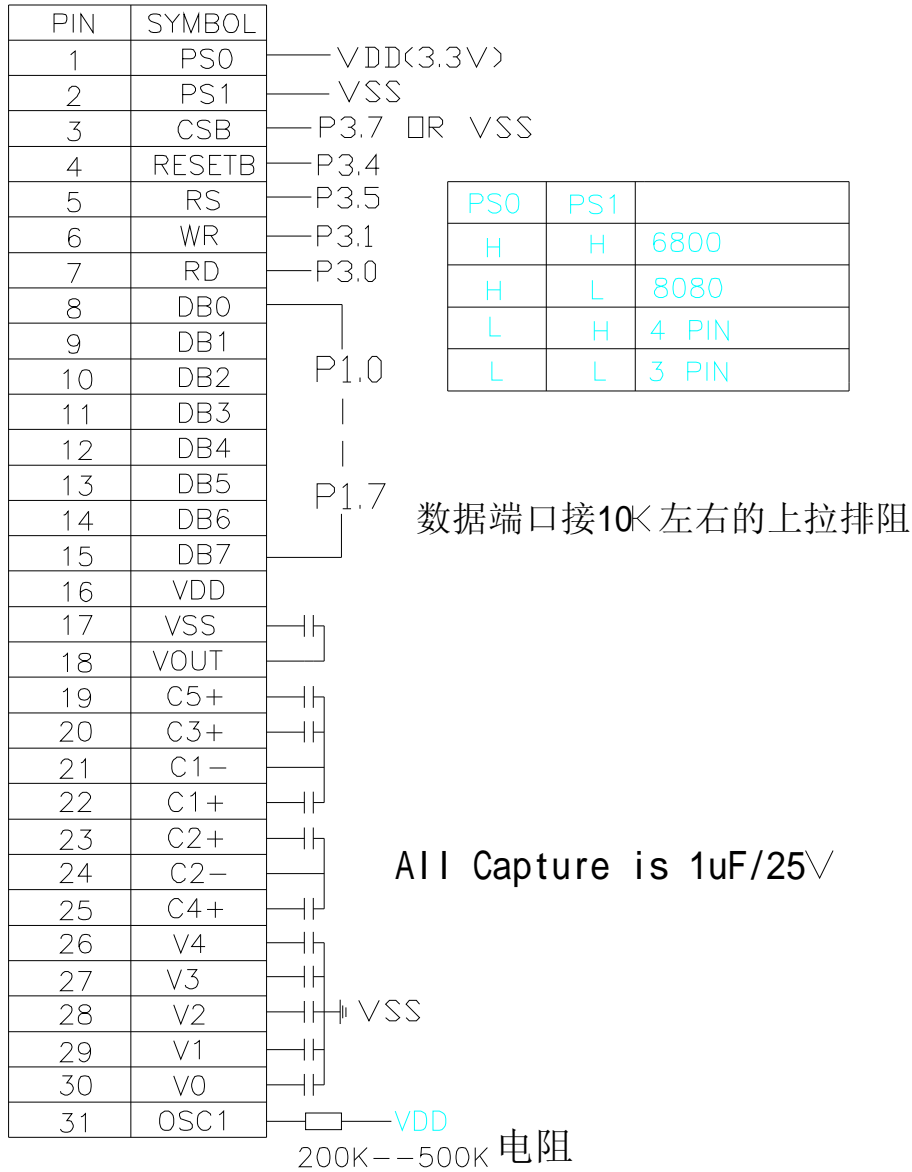 PIN SYMBOL
1 PS0 VDD(3.3V)
2 PS1 VSS
3 CSB P3.7 OR VSS
4 RESETB P3.4
5 RS P3.5
6 WR P3.1
7 RD P3.0
8 DB0
9 DB1
10 DB2
11 DB3
12 DB4
13 DB5
14 DB6
15 DB7
P1.0
P1.7
16 VDD
17 VSS
18 VOUT
19 C5+
20 C3+
21 C1-
22 C1+
23 C2+
24 C2-
25 C4+
26 V4
27 V3
28 V2 VSS
29 V1
30 V0
31 OSC1 VDD
200K--500K 电阻
PS0 PS1
H H 6800
H L 8080
L H 4 PIN
L L 3 PIN
数据端口接10K左右的上拉排阻
All Capture is 1uF/25V